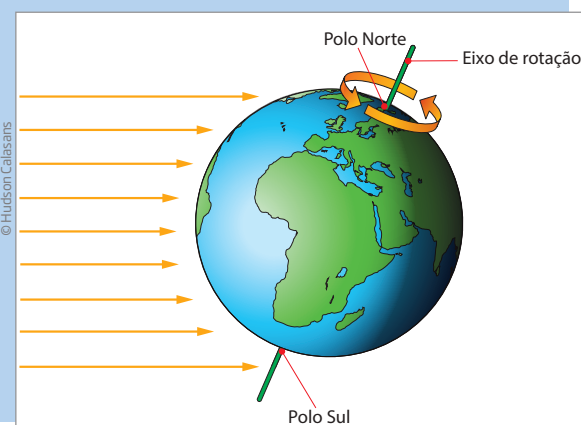 Polo Norte
Eixo de rotação
© Hudson Calasans
Polo Sul